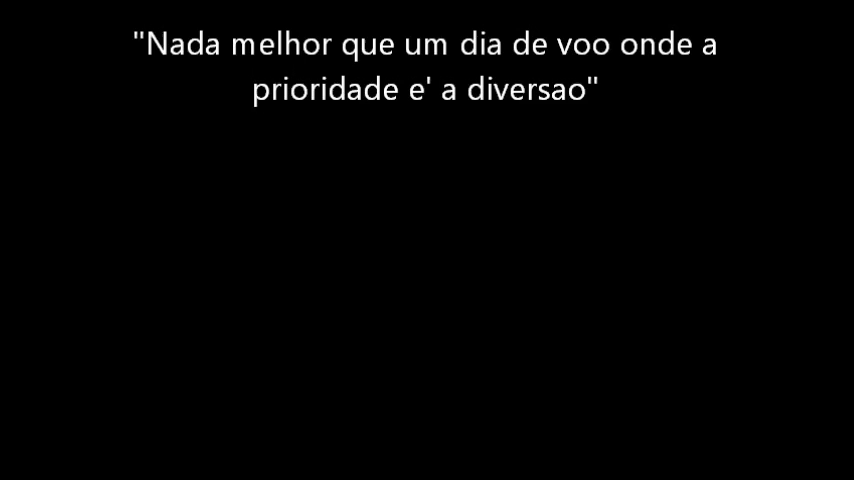 "Nada melhor que um dia de voo onde a
prioridade e' a diversao"